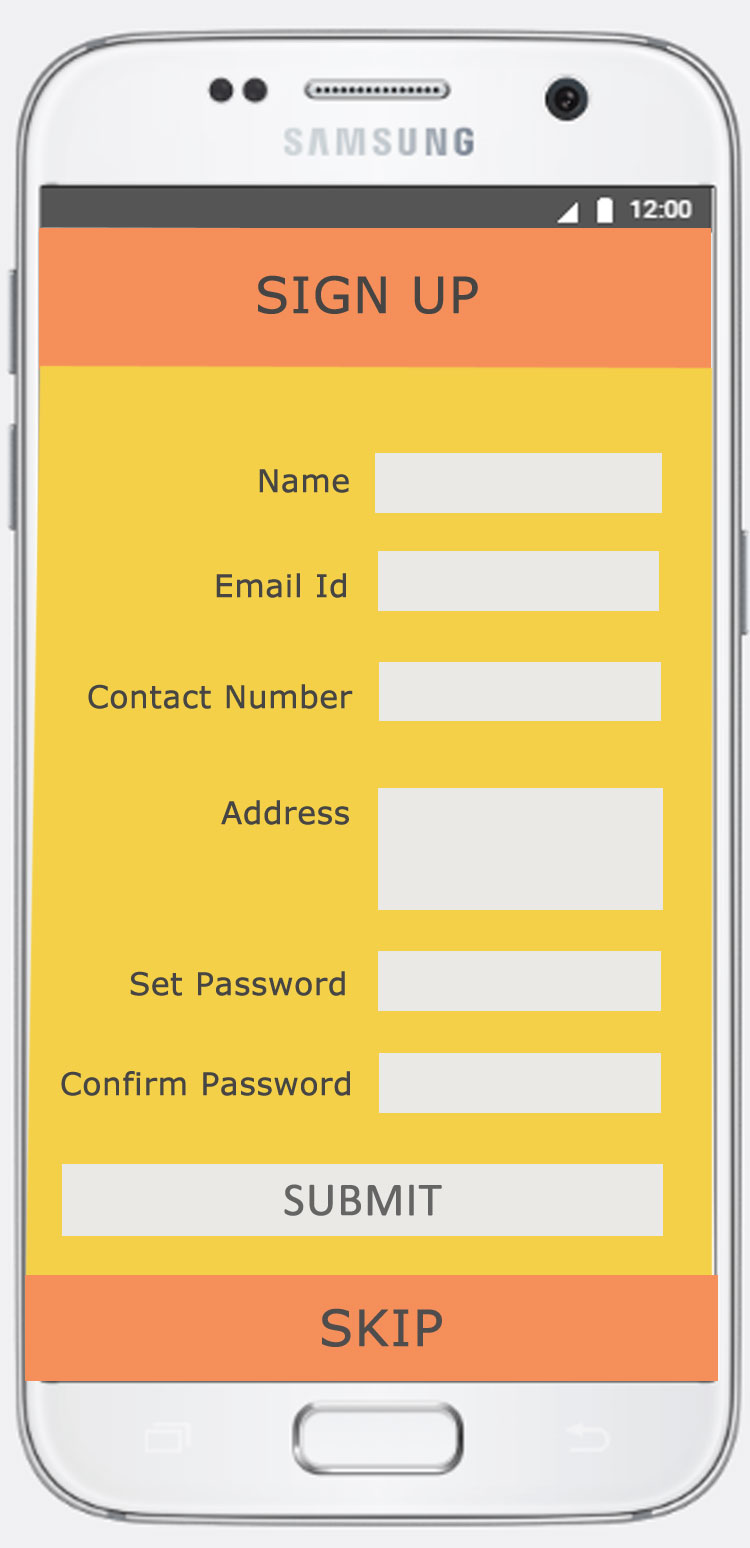 SAMSUNG
12:00
SIGN UP
Name
Email Id
Contact Number
Address
Set Password
Confirm Password
SUBMIT
SKIP